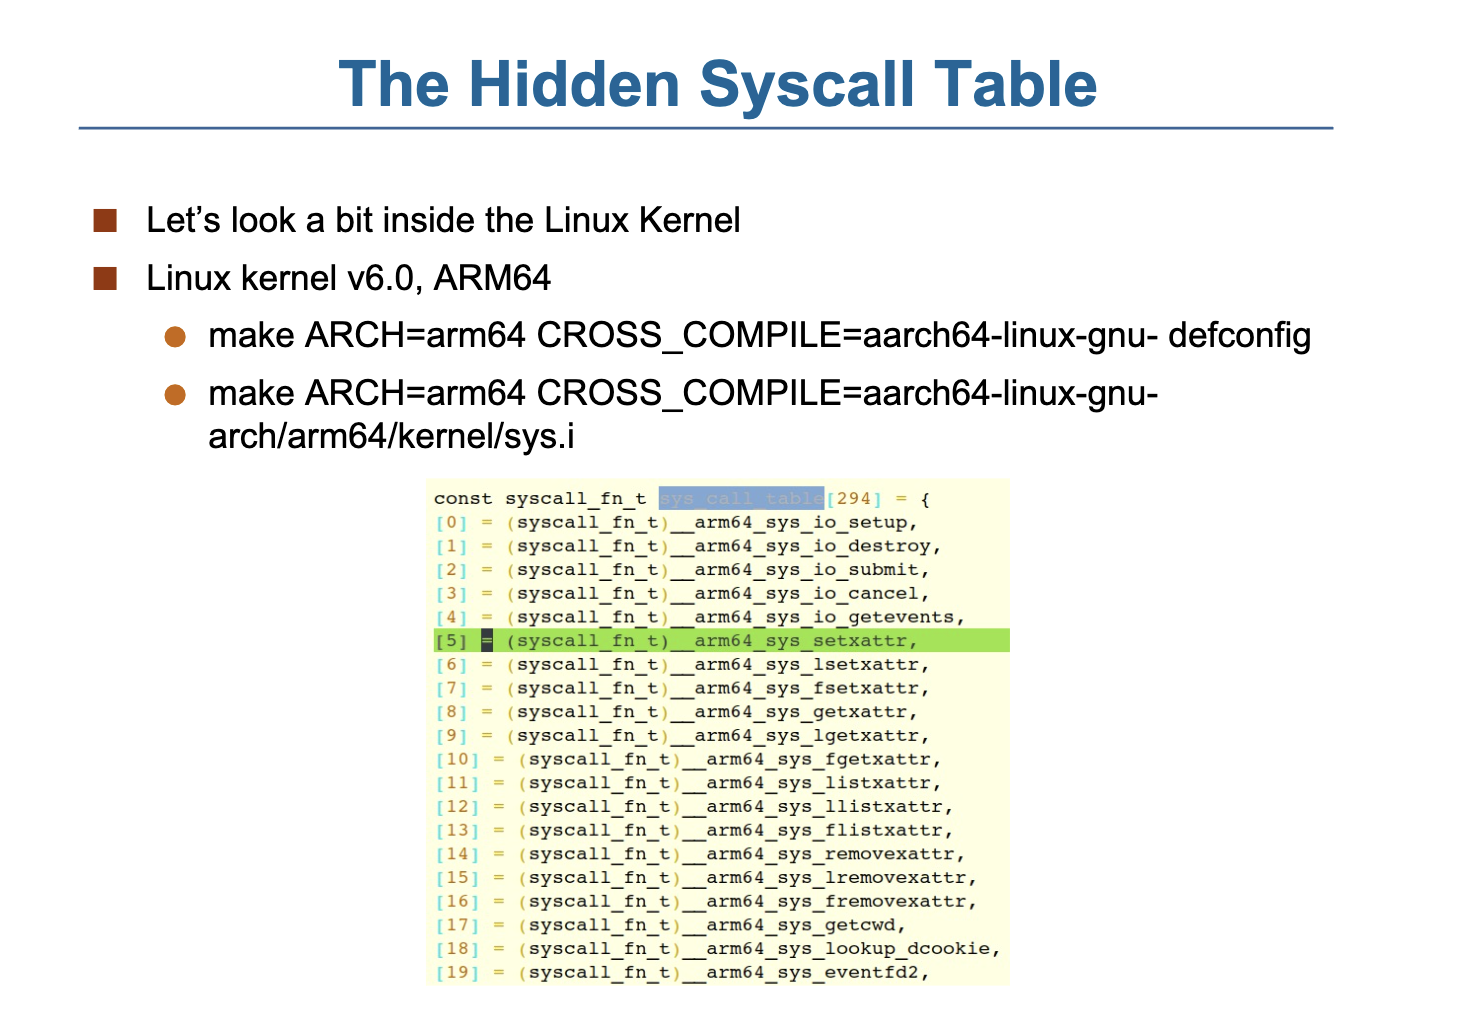 The Hidden Syscall Table
Let’s look a bit inside the Linux Kernel
Linux kernel v6.0, ARM64
make ARCH=arm64 CROSS_COMPILE=aarch64-linux-gnu- defconfig
make ARCH=arm64 CROSS_COMPILE=aarch64-linux-gnu-
arch/arm64/kernel/sys.i
const syscall_fn_t sys_call_table[294] = {
[0] = (syscall_fn_t)__arm64_sys_io_setup,
[1] = (syscall_fn_t)__arm64_sys_io_destroy,
[2] = (syscall_fn_t)__arm64_sys_io_submit,
[3] = (syscall_fn_t)__arm64_sys_io_cancel,
[4] = (syscall_fn_t)__arm64_sys_io_getevents,
[5] = (syscall_fn_t)__arm64_sys_setxattr,
[6] = (syscall_fn_t)__arm64_sys_lsetxattr,
[7] = (syscall_fn_t)__arm64_sys_fsetxattr,
[8] = (syscall_fn_t)__arm64_sys_getxattr,
[9] = (syscall_fn_t)__arm64_sys_lgetxattr,
[10] = (syscall_fn_t)__arm64_sys_fgetxattr,
[11] = (syscall_fn_t)__arm64_sys_listxattr,
[12] = (syscall_fn_t)__arm64_sys_llistxattr,
[13] = (syscall_fn_t)__arm64_sys_flistxattr,
[14] = (syscall_fn_t)__arm64_sys_removexattr,
[15] = (syscall_fn_t)__arm64_sys_lremovexattr,
[16] = (syscall_fn_t)__arm64_sys_fremovexattr,
[17] = (syscall_fn_t)__arm64_sys_getcwd,
[18] = (syscall_fn_t)__arm64_sys_lookup_dcookie,
[19] = (syscall_fn_t)__arm64_sys_eventfd2,